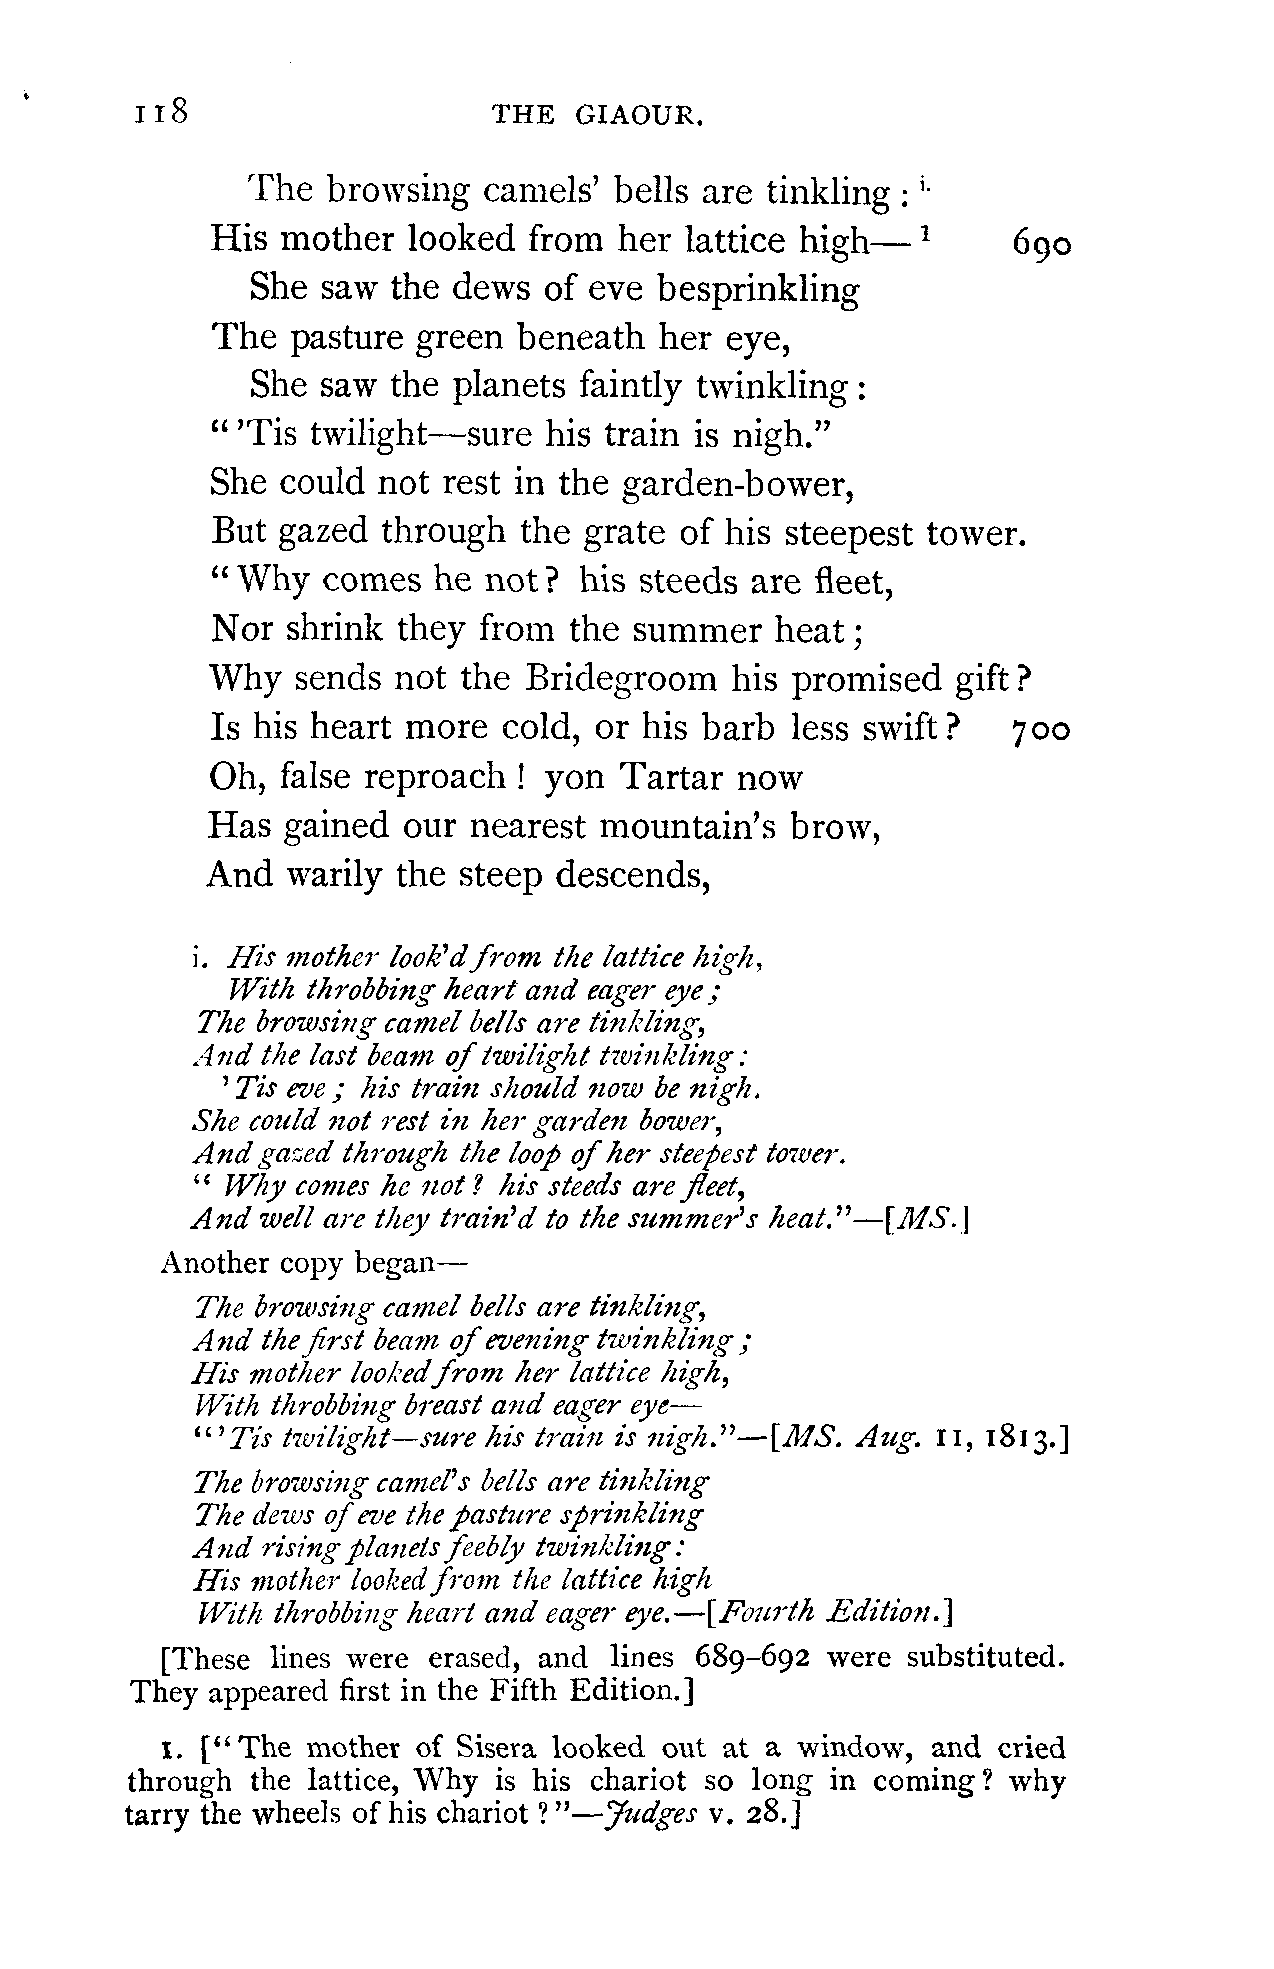 118 THE GIAOUR.
The browsing camels' bells are tinkling : i.
His mother looked from her lattice high— 1 690
She saw the dews of eve besprinkling
The pasture green beneath her eye,
She saw the planets faintly twinkling :
"'Tis twilight—sure his train is nigh."
She could not rest in the garden-bower,
But gazed through the grate of his steepest tower.
"Why comes he not? his steeds are fleet,
Nor shrink they from the summer heat ;
Why sends not the Bridegroom his promised gift ?
Is his heart more cold, or his barb less swift ? 700
Oh, false reproach ! yon Tartar now
Has gained our nearest mountain's brow,
And warily the steep descends,
i. His mother look'd from the lattice high,
With throbbing heart and eager eye ;
The browsing camel bells are tinkling,
And the last beam of twilight twinkling :
'Tis eve ; his train should now be nigh.
She could not rest in her garden bower,
And gazed through the loop of her steepest tower.
"Why comes he not ? his steeds are fleet,
And well are they train'd to the summer's heat."—[MS.]
Another copy began—
The browsing camel bells are tinkling,
And the first beam of evening twinkling ;
His mother looked from her lattice high,
With throbbing breast and eager eye—
"'Tis twilight—sure his train is nigh."—[MS. Aug. 11, 1813.]
The browsing camel's bells are tinkling
The dews of eve the pasture sprinkling
And rising planets feebly twinkling :
His mother looked from the lattice high
With throbbing heart and eager eye.—[Fourth Edition.]
[These lines were erased, and lines 689–692 were substituted.
They appeared first in the Fifth Edition.]
1. ["The mother of Sisera looked out at a window, and cried
through the lattice, Why is his chariot so long in coming? why
tarry the wheels of his chariot ?"—Judges v. 28.]